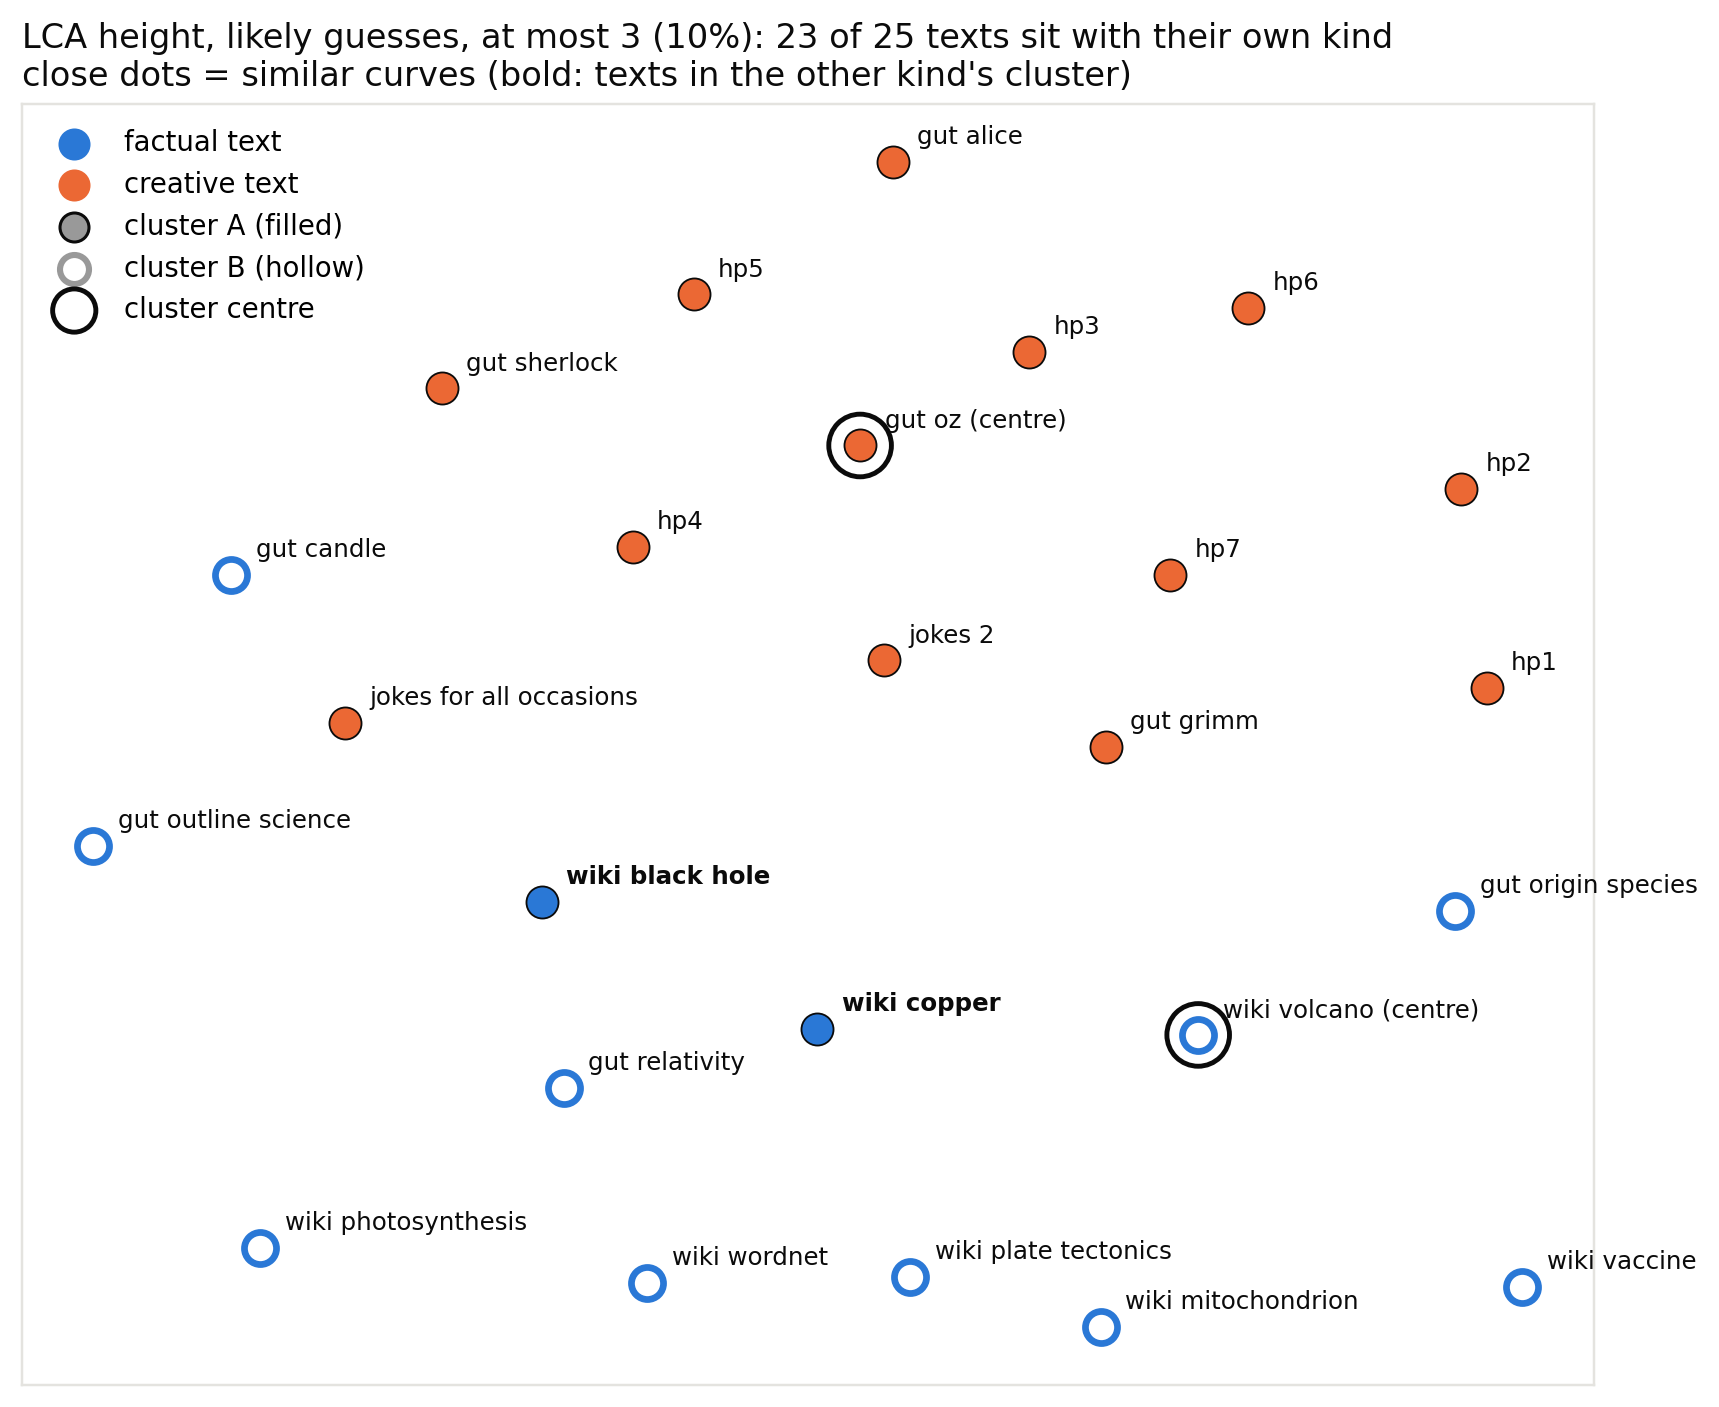 LCA height, likely guesses, at most 3 (10%): 23 of 25 texts sit with their own kind
close dots = similar curves (bold: texts in the other kind's cluster)
factual text
creative text
cluster A (filled)
cluster B (hollow)
cluster centre
gut alice
hp5
hp6
hp3
gut sherlock
gut oz (centre)
hp2
hp4
gut candle
hp7
jokes 2
hp1
jokes for all occasions
gut grimm
gut outline science
wiki black hole
gut origin species
wiki copper
wiki volcano (centre)
gut relativity
wiki photosynthesis
wiki wordnet
wiki plate tectonics
wiki vaccine
wiki mitochondrion